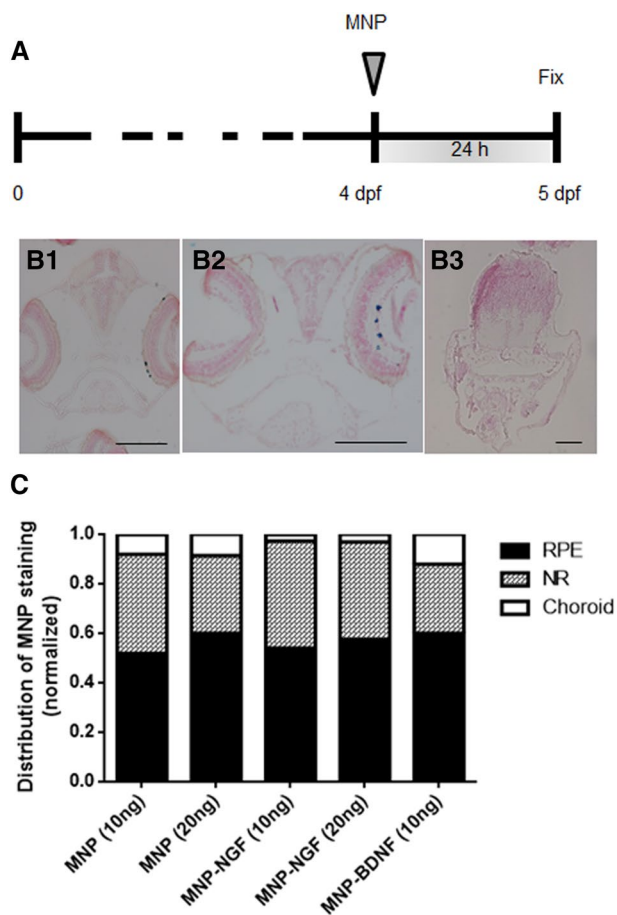 A
MNP
Fix
24 h
0
4 dpf
5 dpf
B1
B2
B3
C
Distribution of MNP staining
(normalized)
1.0
0.8
0.6
0.4
0.2
0.0
RPE
NR
Choroid
MNP (10ng)
MNP (20ng)
MNP-NGF (10ng)
MNP-NGF (20ng)
MNP-BDNF (10ng)